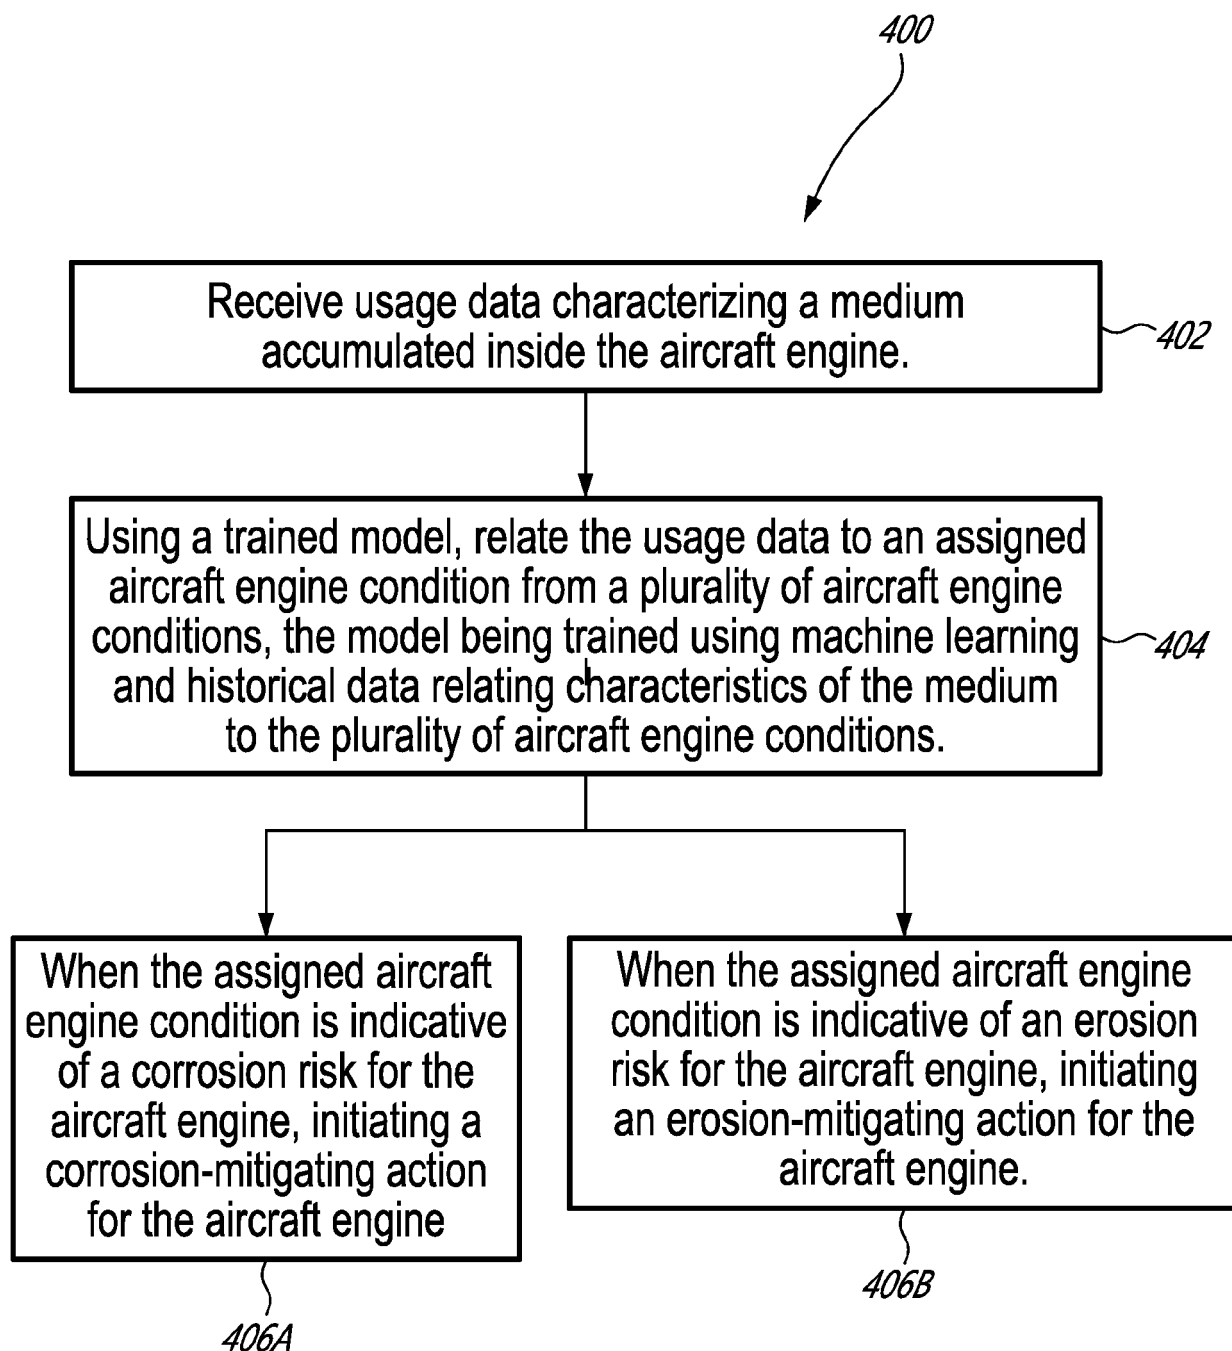 400
Receive usage data characterizing a medium
accumulated inside the aircraft engine.
402
Using a trained model, relate the usage data to an assigned
aircraft engine condition from a plurality of aircraft engine
conditions, the model being trained using machine learning
and historical data relating characteristics of the medium
to the plurality of aircraft engine conditions.
404
When the assigned aircraft
engine condition is indicative
of a corrosion risk for the
aircraft engine, initiating a
corrosion-mitigating action
for the aircraft engine
406A
When the assigned aircraft engine
condition is indicative of an erosion
risk for the aircraft engine, initiating
an erosion-mitigating action for the
aircraft engine.
406B